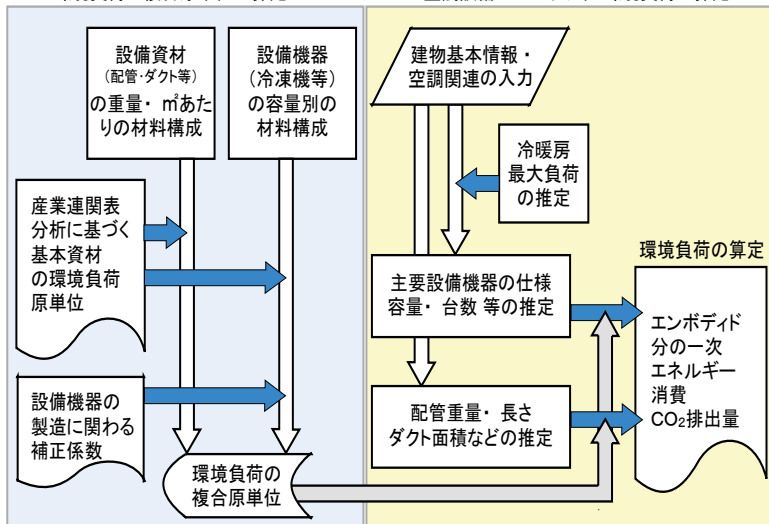 設備資材
(配管・ダクト等)
の重量・ ㎡あた
りの材料構成
設備機器
(冷凍機等)
の容量別の
材料構成
産業連関表
分析に基づく
基本資材
の環境負荷
原単位
設備機器の
製造に関わる
補正係数
環境負荷の
複合原単位
建物基本情報・
空調関連の入力
冷暖房
最大負荷
の推定
主要設備機器の仕様
容量・ 台数 等の推定
配管重量・ 長さ
ダクト面積などの推定
環境負荷の算定
エンボディド
分の一次
エネルギー
消費
CO₂排出量